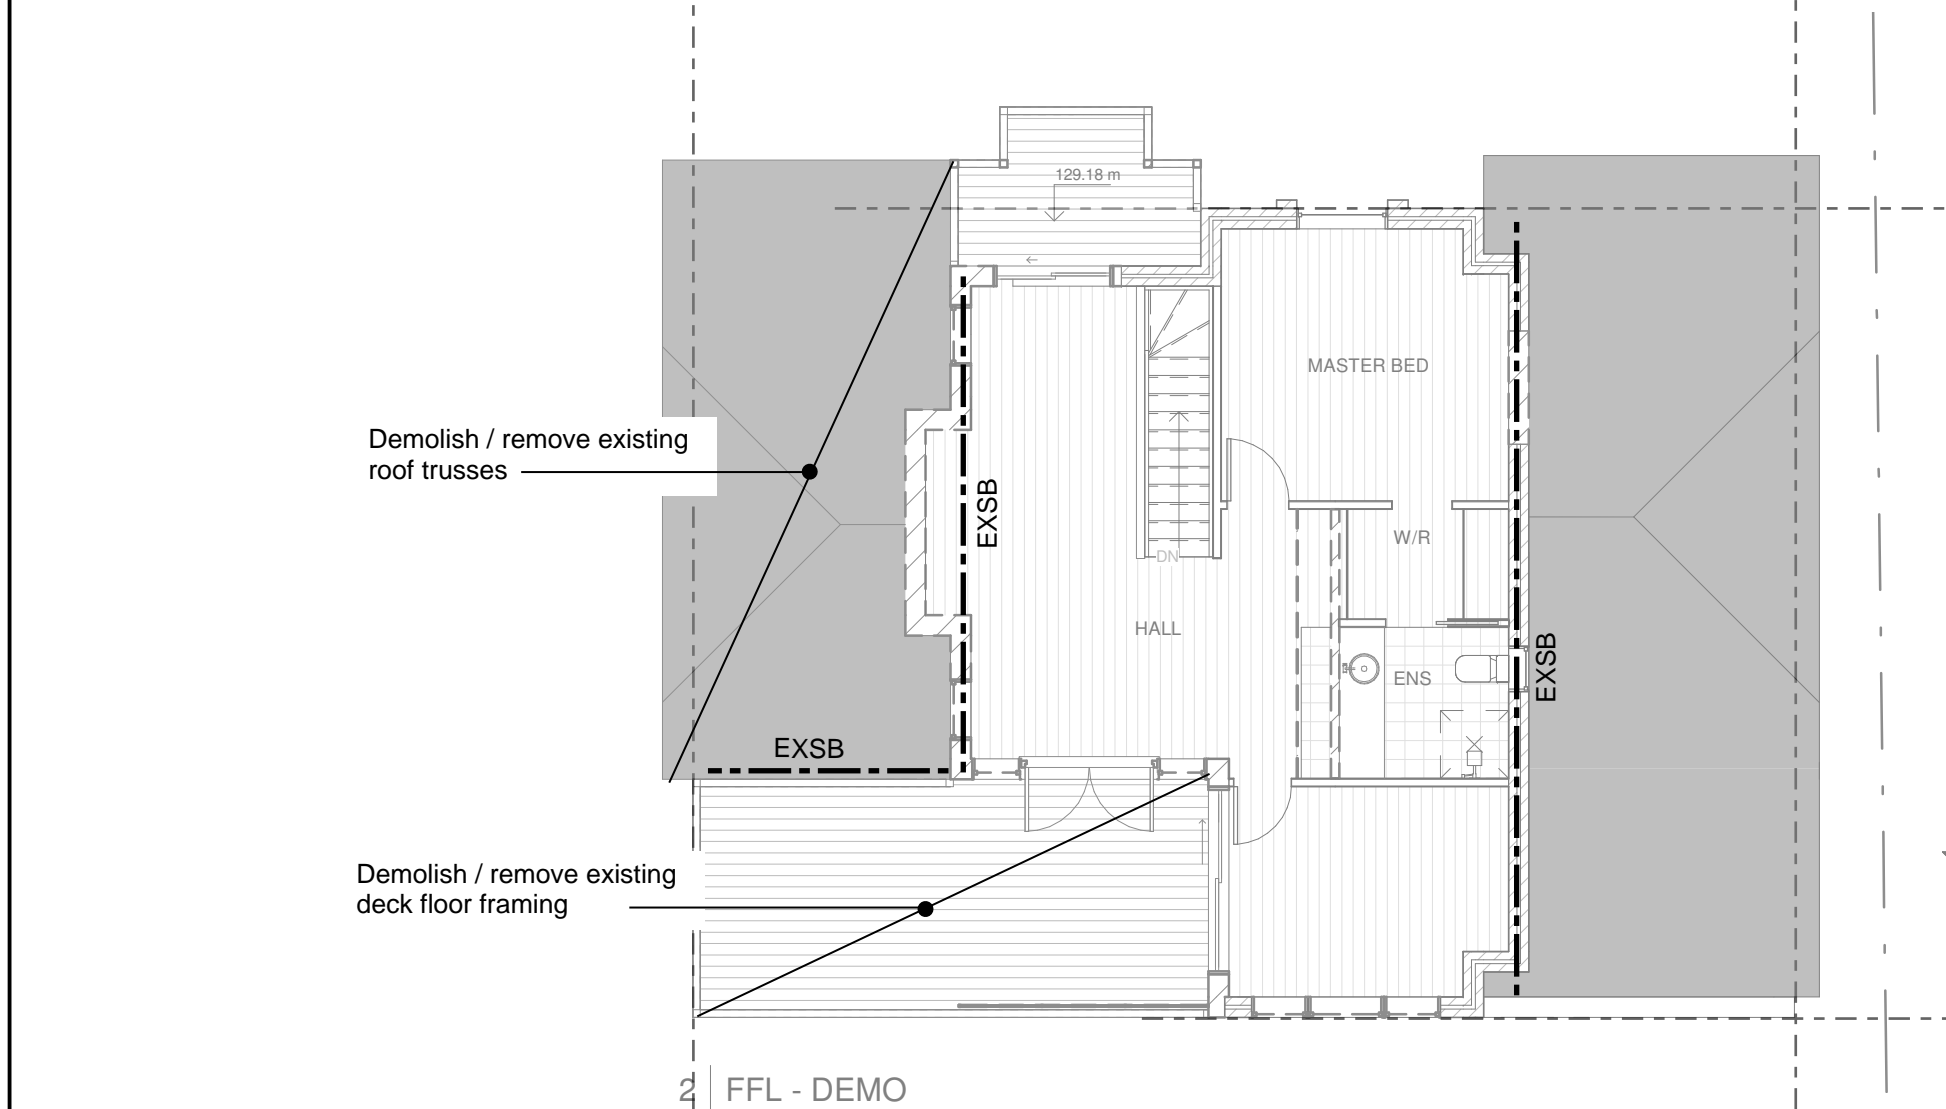 129.18 m
MASTER BED
Demolish / remove existing
roof trusses
EXSB
W/R
DN
HALL
EXSB
ENS
EXSB
Demolish / remove existing
deck floor framing
2 FFL - DEMO